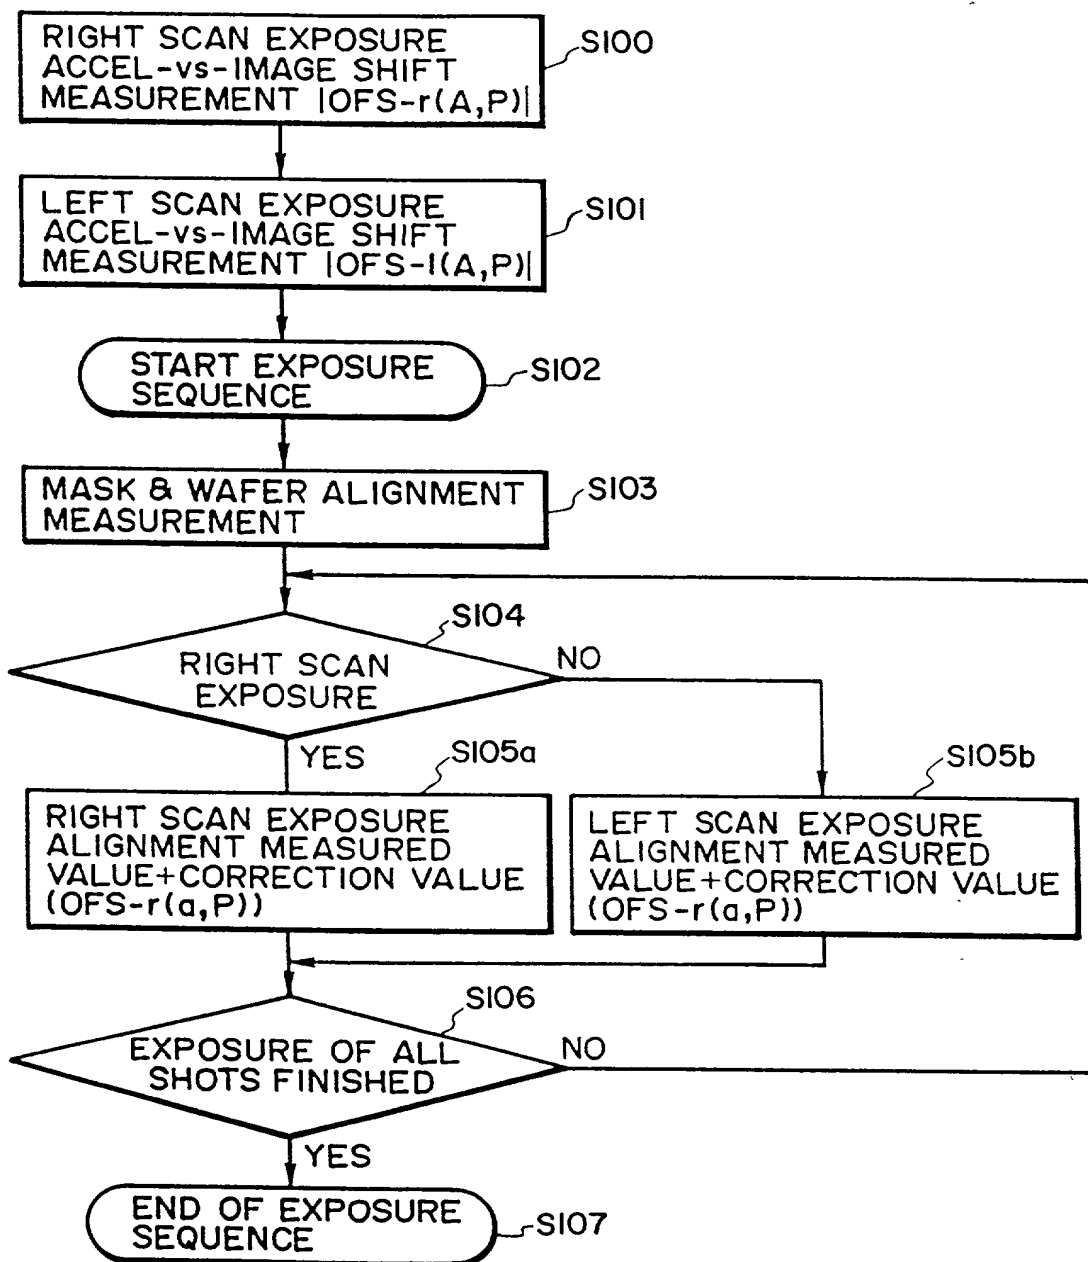 RIGHT SCAN EXPOSURE
ACCEL-vs-IMAGE SHIFT
MEASUREMENT |OFS-r(A,P)|
S100
LEFT SCAN EXPOSURE
ACCEL-vs-IMAGE SHIFT
MEASUREMENT |OFS-l(A,P)|
S101
START EXPOSURE
SEQUENCE
S102
MASK & WAFER ALIGNMENT
MEASUREMENT
S103
S104
RIGHT SCAN
EXPOSURE
NO
YES
S105a
RIGHT SCAN EXPOSURE
ALIGNMENT MEASURED
VALUE+CORRECTION VALUE
(OFS-r(a,P))
S105b
LEFT SCAN EXPOSURE
ALIGNMENT MEASURED
VALUE+CORRECTION VALUE
(OFS-r(a,P))
S106
EXPOSURE OF ALL
SHOTS FINISHED
NO
YES
END OF EXPOSURE
SEQUENCE
S107